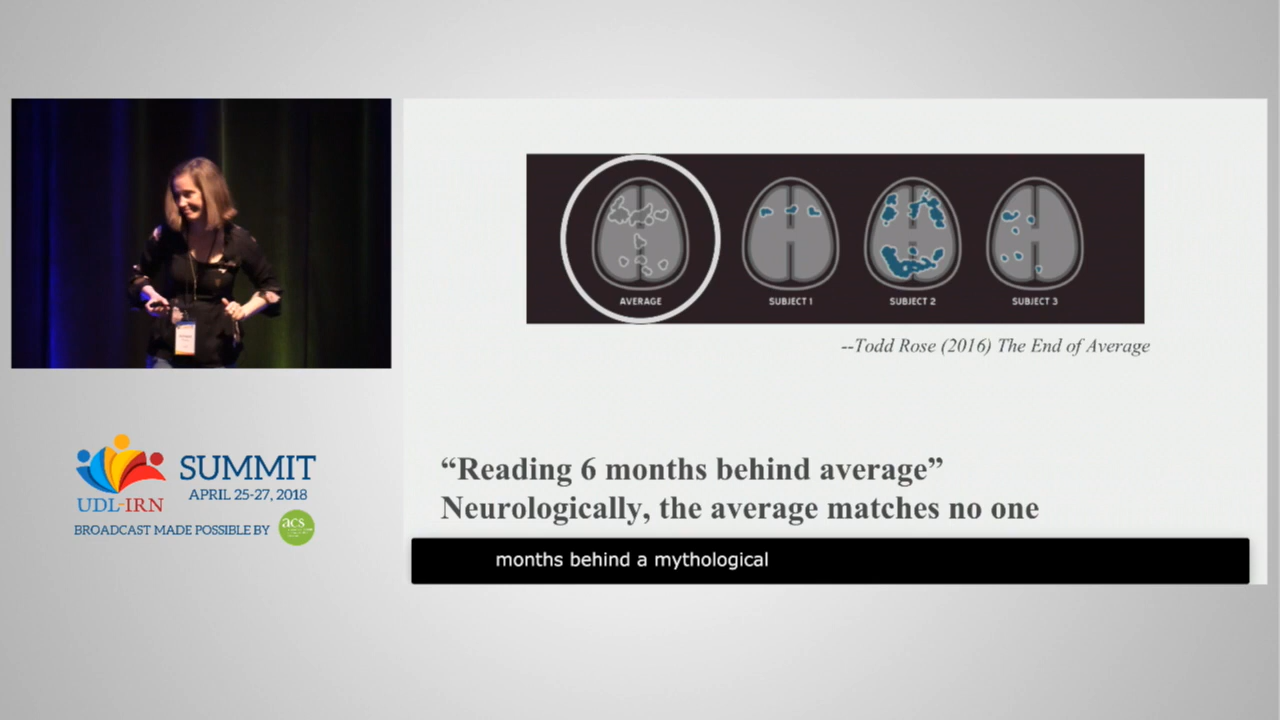 AVERAGE
SUBJECT 1
SUBJECT 2
SUBJECT 3
--Todd Rose (2016) The End of Average
“Reading 6 months behind average”
Neurologically, the average matches no one
months behind a mythological
UDL-IRN
SUMMIT
APRIL 25-27, 2018
BROADCAST MADE POSSIBLE BY
acs